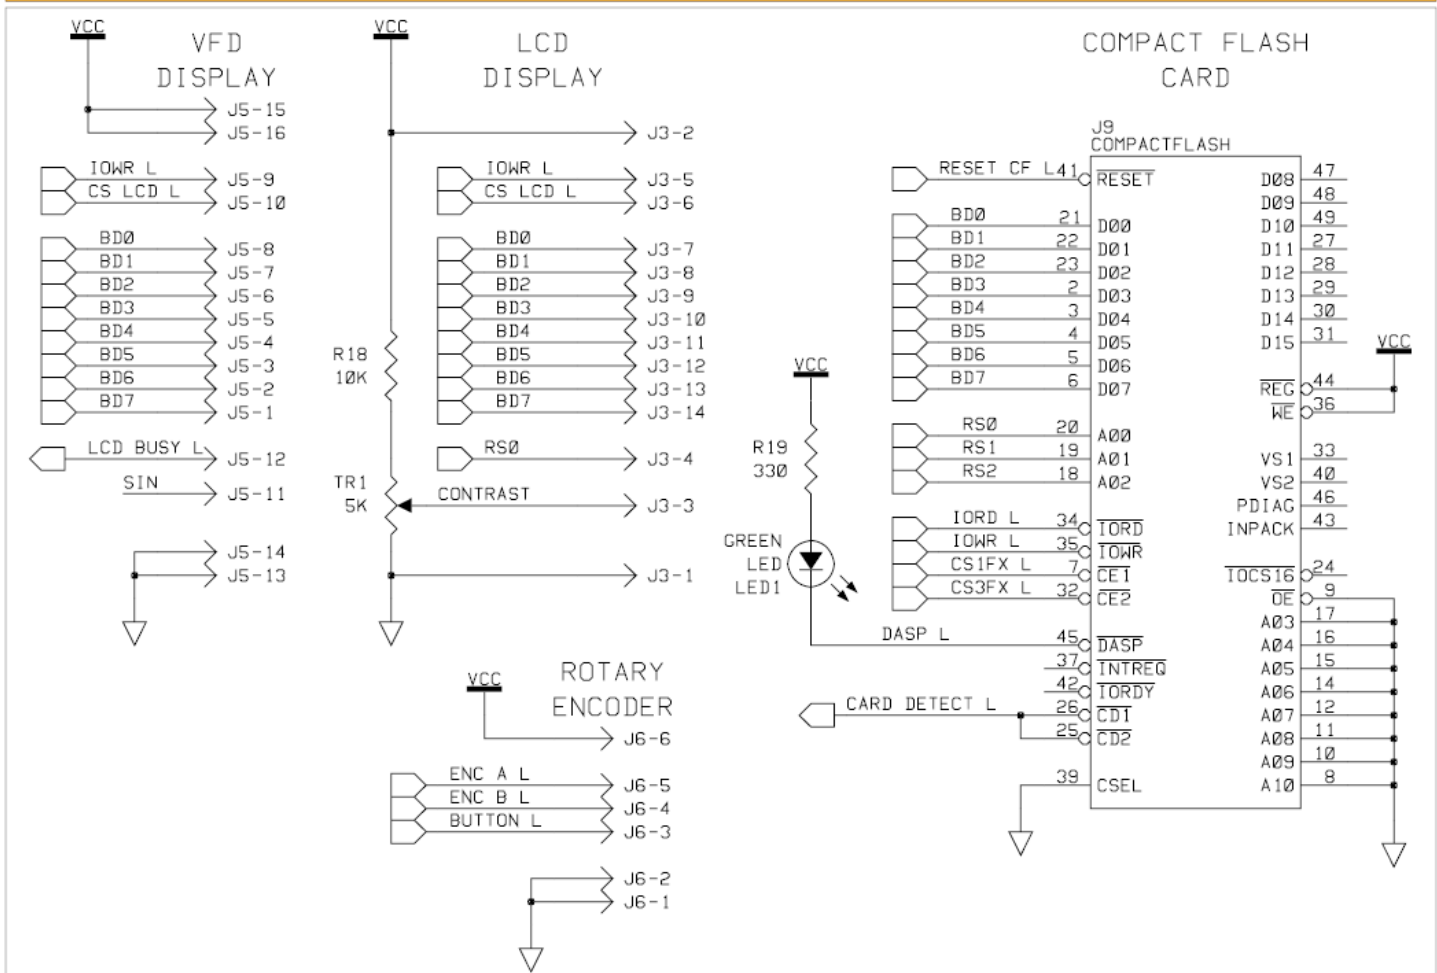 VCC
VFD
DISPLAY
J5-15
J5-16
IOWR L
J5-9
CS LCD L
J5-10
BD0
J5-8
BD1
J5-7
BD2
J5-6
BD3
J5-5
BD4
J5-4
BD5
J5-3
BD6
J5-2
BD7
J5-1
LCD BUSY L
J5-12
SIN
J5-11
J5-14
J5-13
VCC
LCD
DISPLAY
J3-2
IOWR L
J3-5
CS LCD L
J3-6
BD0
J3-7
BD1
J3-8
BD2
J3-9
BD3
J3-10
BD4
J3-11
BD5
J3-12
BD6
J3-13
BD7
J3-14
R18
10K
RS0
J3-4
TR1
5K
CONTRAST
J3-3
J3-1
VCC
ROTARY
ENCODER
J6-6
ENC A L
J6-5
ENC B L
J6-4
BUTTON L
J6-3
J6-2
J6-1
COMPACT FLASH
CARD
J9
COMPACTFLASH
RESET CF L 41 RESET
BD0 21 D00
BD1 22 D01
BD2 23 D02
BD3 2 D03
BD4 3 D04
BD5 4 D05
BD6 5 D06
BD7 6 D07
RS0 20 A00
RS1 19 A01
RS2 18 A02
IORD L 34 IORD
IOWR L 35 IOWR
CS1FX L 7 CE1
CS3FX L 32 CE2
DASP L 45 DASP
37 INTREQ
42 IORDY
CARD DETECT L 26 CD1
25 CD2
39 CSEL
VCC
R19
330
GREEN
LED
LED1
D08 47
D09 48
D10 49
D11 27
D12 28
D13 29
D14 30
D15 31
VCC
REG 44
WE 36
VS1 33
VS2 40
PDIAG 46
INPACK 43
IOCS16 24
OE 9
A03 17
A04 16
A05 15
A06 14
A07 12
A08 11
A09 10
A10 8